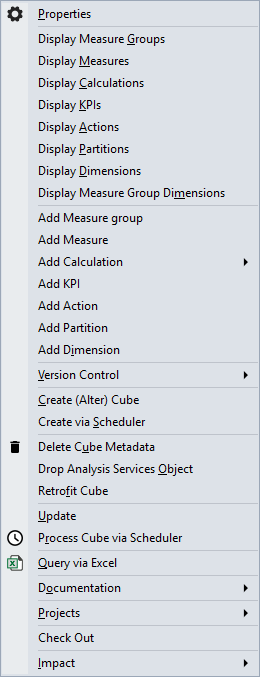 Properties
Display Measure Groups
Display Measures
Display Calculations
Display KPIs
Display Actions
Display Partitions
Display Dimensions
Display Measure Group Dimensions
Add Measure group
Add Measure
Add Calculation
Add KPI
Add Action
Add Partition
Add Dimension
Version Control
Create (Alter) Cube
Create via Scheduler
Delete Cube Metadata
Drop Analysis Services Object
Retrofit Cube
Update
Process Cube via Scheduler
Query via Excel
Documentation
Projects
Check Out
Impact